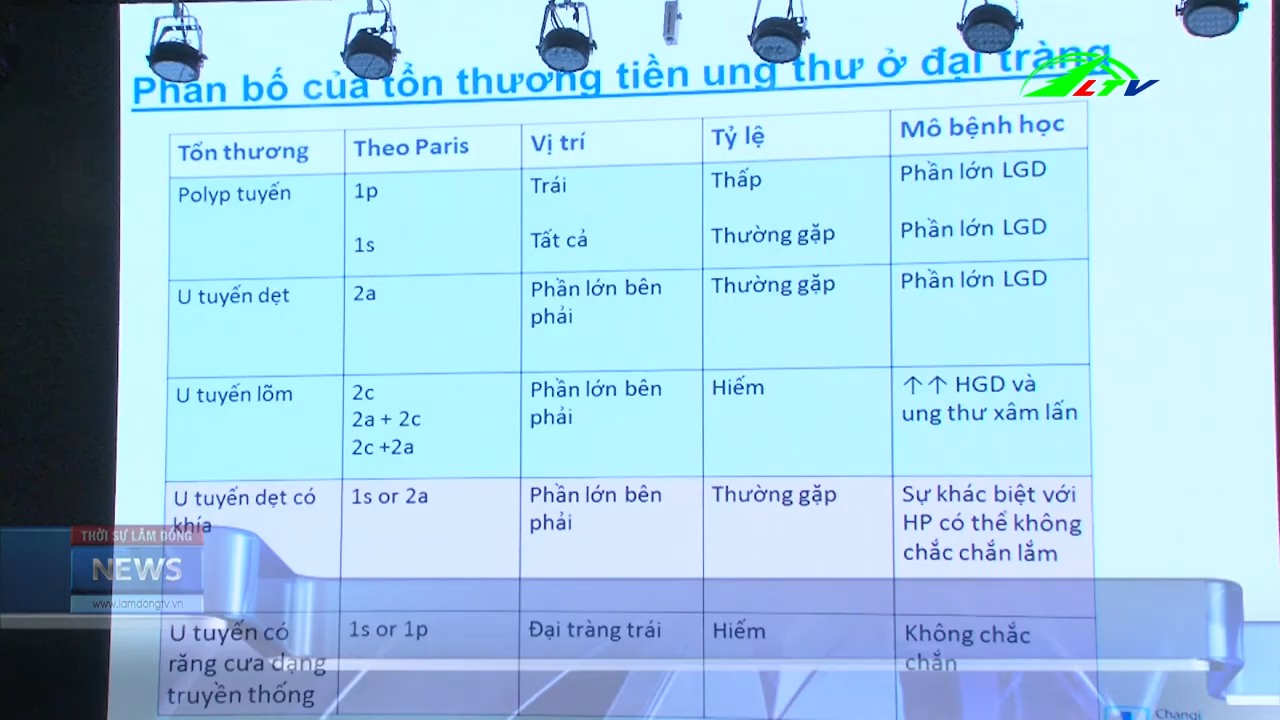 Phân bố của tổn thương tiền ung thư ở đại tràng
LTV
Tổn thương Theo Paris Vị trí Tỷ lệ Mô bệnh học
Polyp tuyến 1p Trái Thấp Phần lớn LGD
1s Tất cả Thường gặp Phần lớn LGD
U tuyến dẹt 2a Phần lớn bên Thường gặp Phần lớn LGD
phải
U tuyến lõm 2c Phần lớn bên Hiếm ↑↑ HGD và
2a + 2c phải ung thư xâm lấn
2c +2a
U tuyến dẹt có 1s or 2a Phần lớn bên Thường gặp Sự khác biệt với
khía phải HP có thể không
chắc chắn lắm
THỜI SỰ LÂM ĐỒNG
NEWS
www.lamdongtv.vn
U tuyến có 1s or 1p Đại tràng trái Hiếm Không chắc
răng cưa dạng chắn
truyền thống
Changi